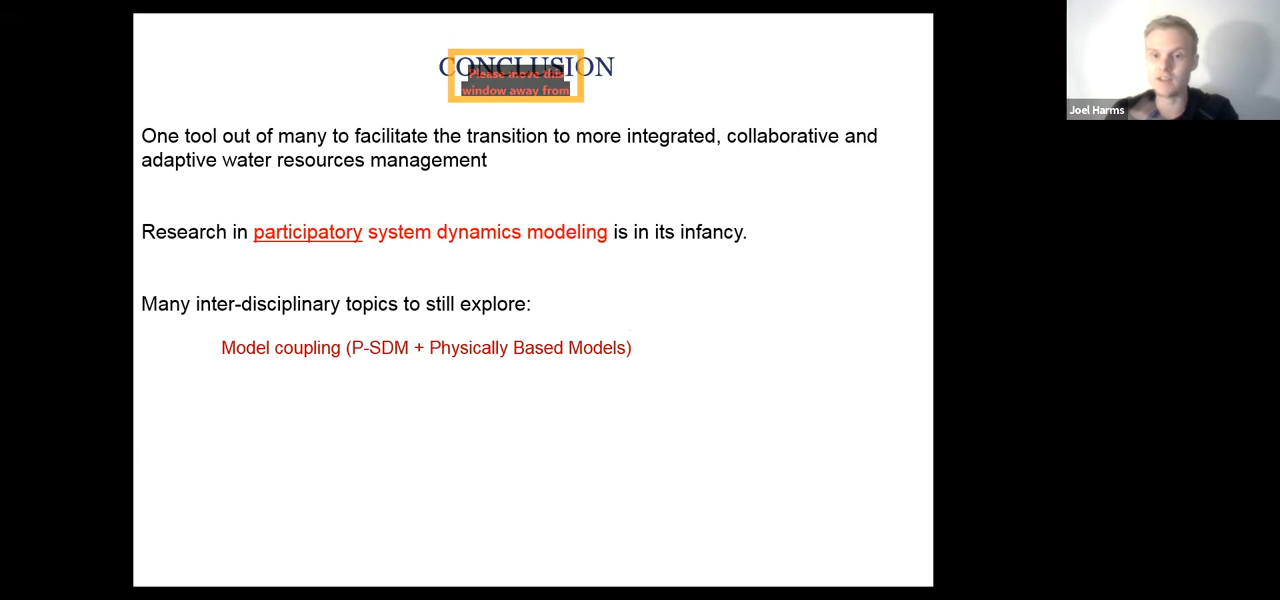 CONCLUSION
Please move this
window away from
One tool out of many to facilitate the transition to more integrated, collaborative and
adaptive water resources management
Research in participatory system dynamics modeling is in its infancy.
Many inter-disciplinary topics to still explore:
Model coupling (P-SDM + Physically Based Models)
Joel Harms